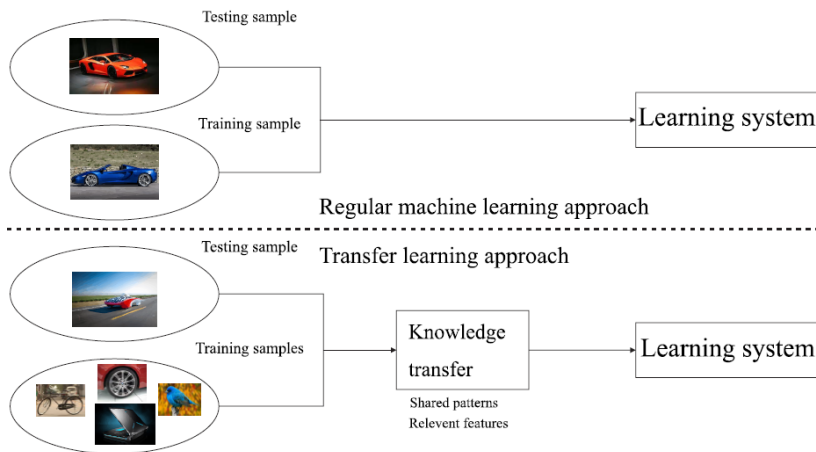 Testing sample
Training sample
Learning system
Regular machine learning approach
Testing sample
Transfer learning approach
Training samples
Knowledge
transfer
Learning system
Shared patterns
Relevent features